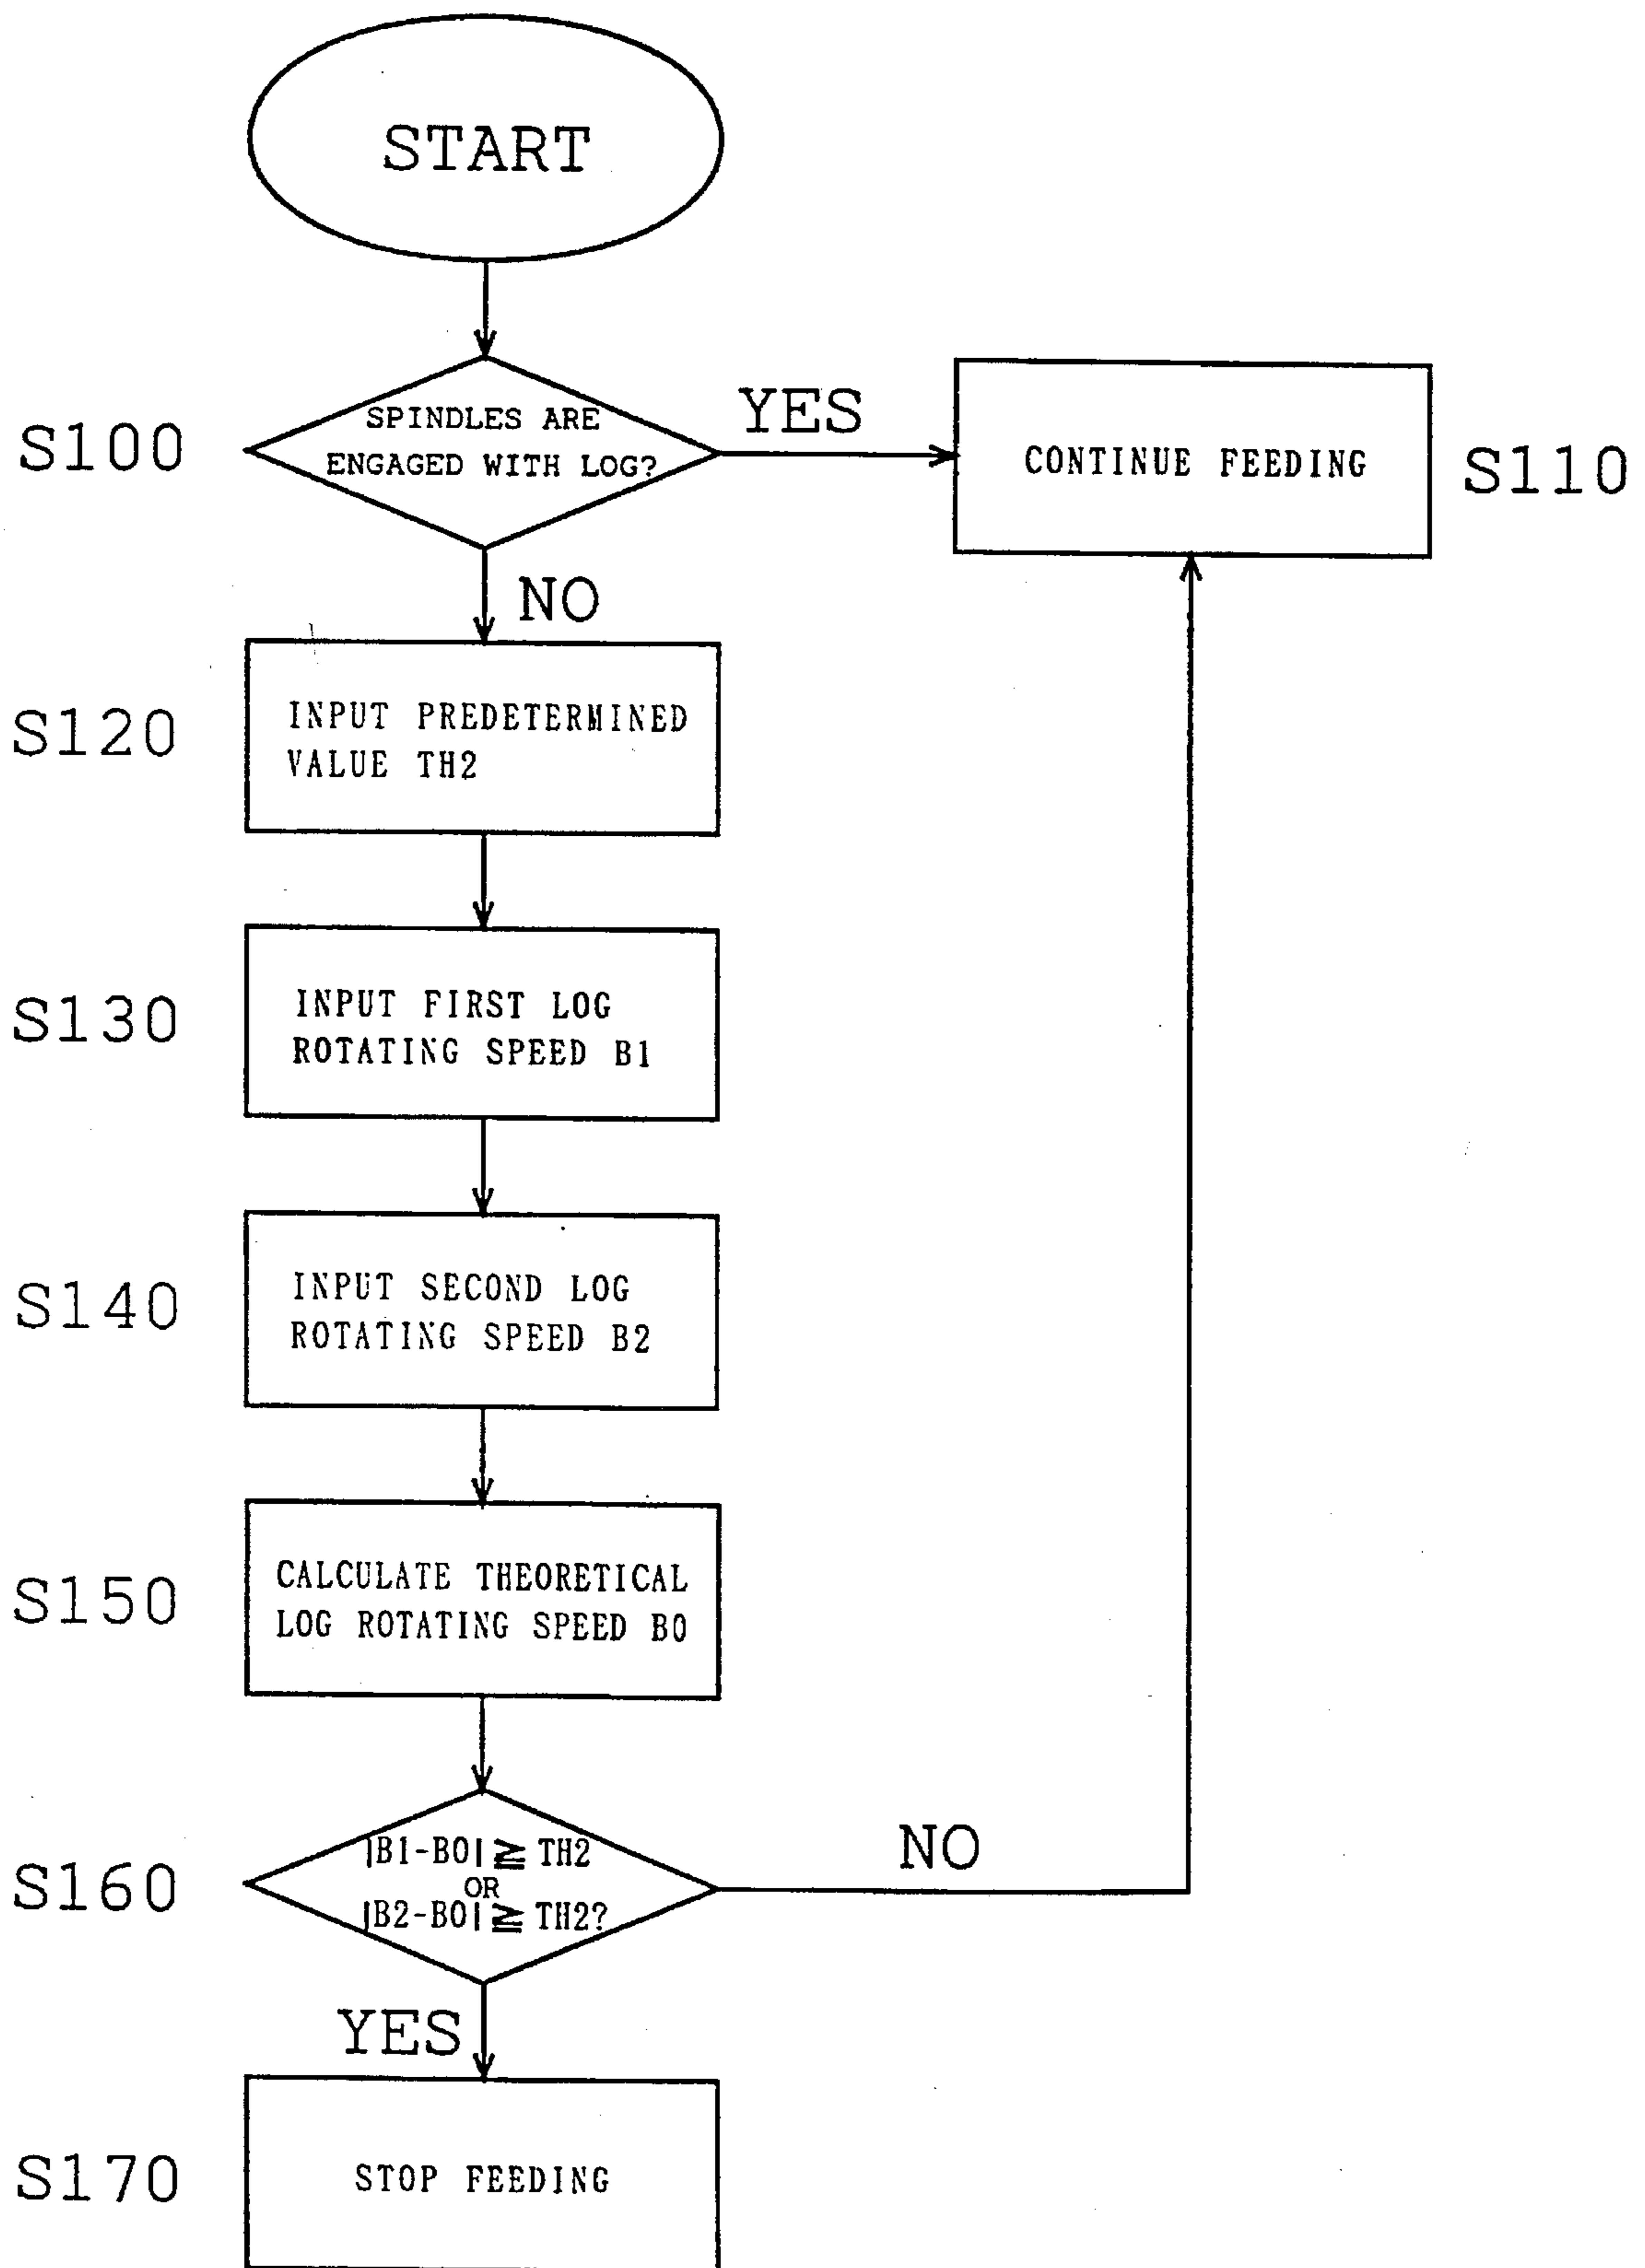 START
S100
SPINDLES ARE
ENGAGED WITH LOG?
YES
CONTINUE FEEDING
S110
NO
S120
INPUT PREDETERMINED
VALUE TH2
S130
INPUT FIRST LOG
ROTATING SPEED B1
S140
INPUT SECOND LOG
ROTATING SPEED B2
S150
CALCULATE THEORETICAL
LOG ROTATING SPEED B0
S160
|B1-B0| ≧ TH2
OR
|B2-B0| ≧ TH2?
NO
YES
S170
STOP FEEDING